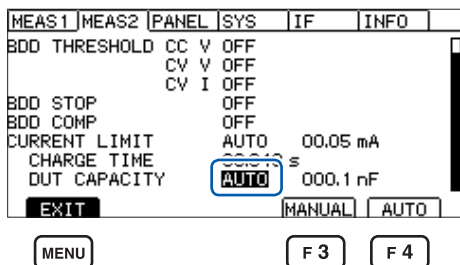 MEAS1 MEAS2 PANEL SYS IF INFO
BDD THRESHOLD CC V OFF
CV V OFF
CV I OFF
BDD STOP OFF
BDD COMP OFF
CURRENT LIMIT AUTO 00.05 mA
CHARGE TIME s
DUT CAPACITY AUTO 000.1 nF
EXIT MANUAL AUTO
MENU F 3 F 4